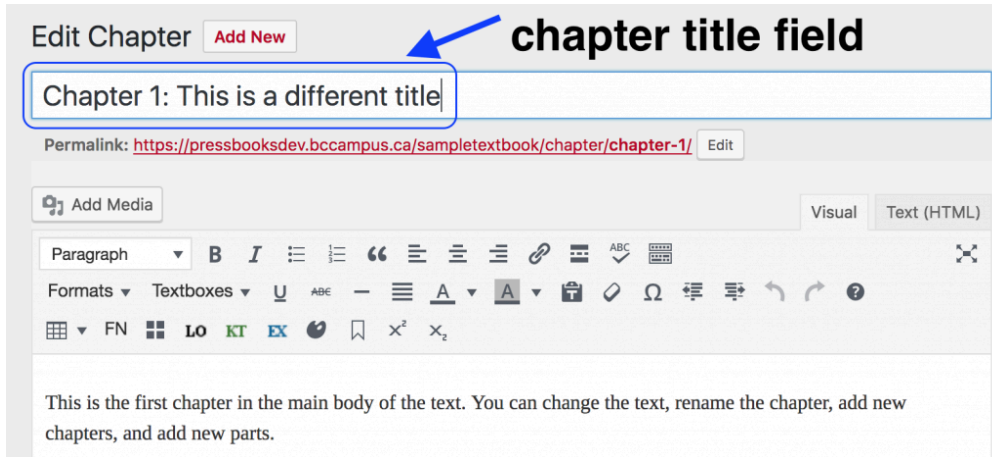 Edit Chapter Add New chapter title field
Chapter 1: This is a different title
Permalink: https://pressbooksdev.bccampus.ca/sampletextbook/chapter/chapter-1/ Edit
Add Media Visual Text (HTML)
Paragraph B I ABC
Formats Textboxes U ABC A A Ω
FN LO KT EX x² x₂
This is the first chapter in the main body of the text. You can change the text, rename the chapter, add new
chapters, and add new parts.